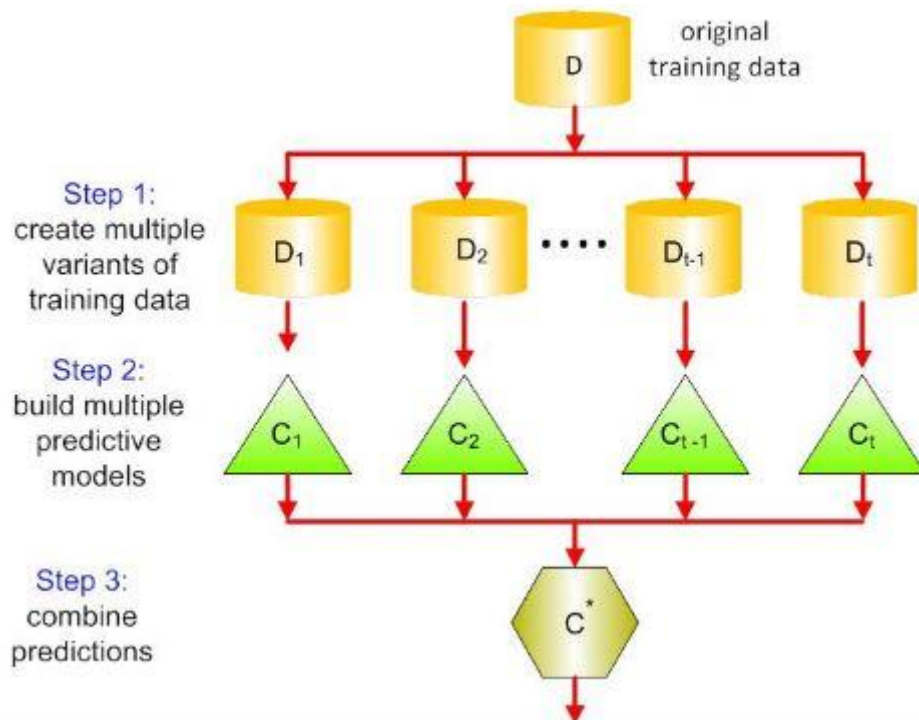 D
original
training data
Step 1:
create multiple
variants of
training data
D₁
D₂
....
Dₜ₋₁
Dₜ
Step 2:
build multiple
predictive
models
C₁
C₂
Cₜ₋₁
Cₜ
Step 3:
combine
predictions
C*